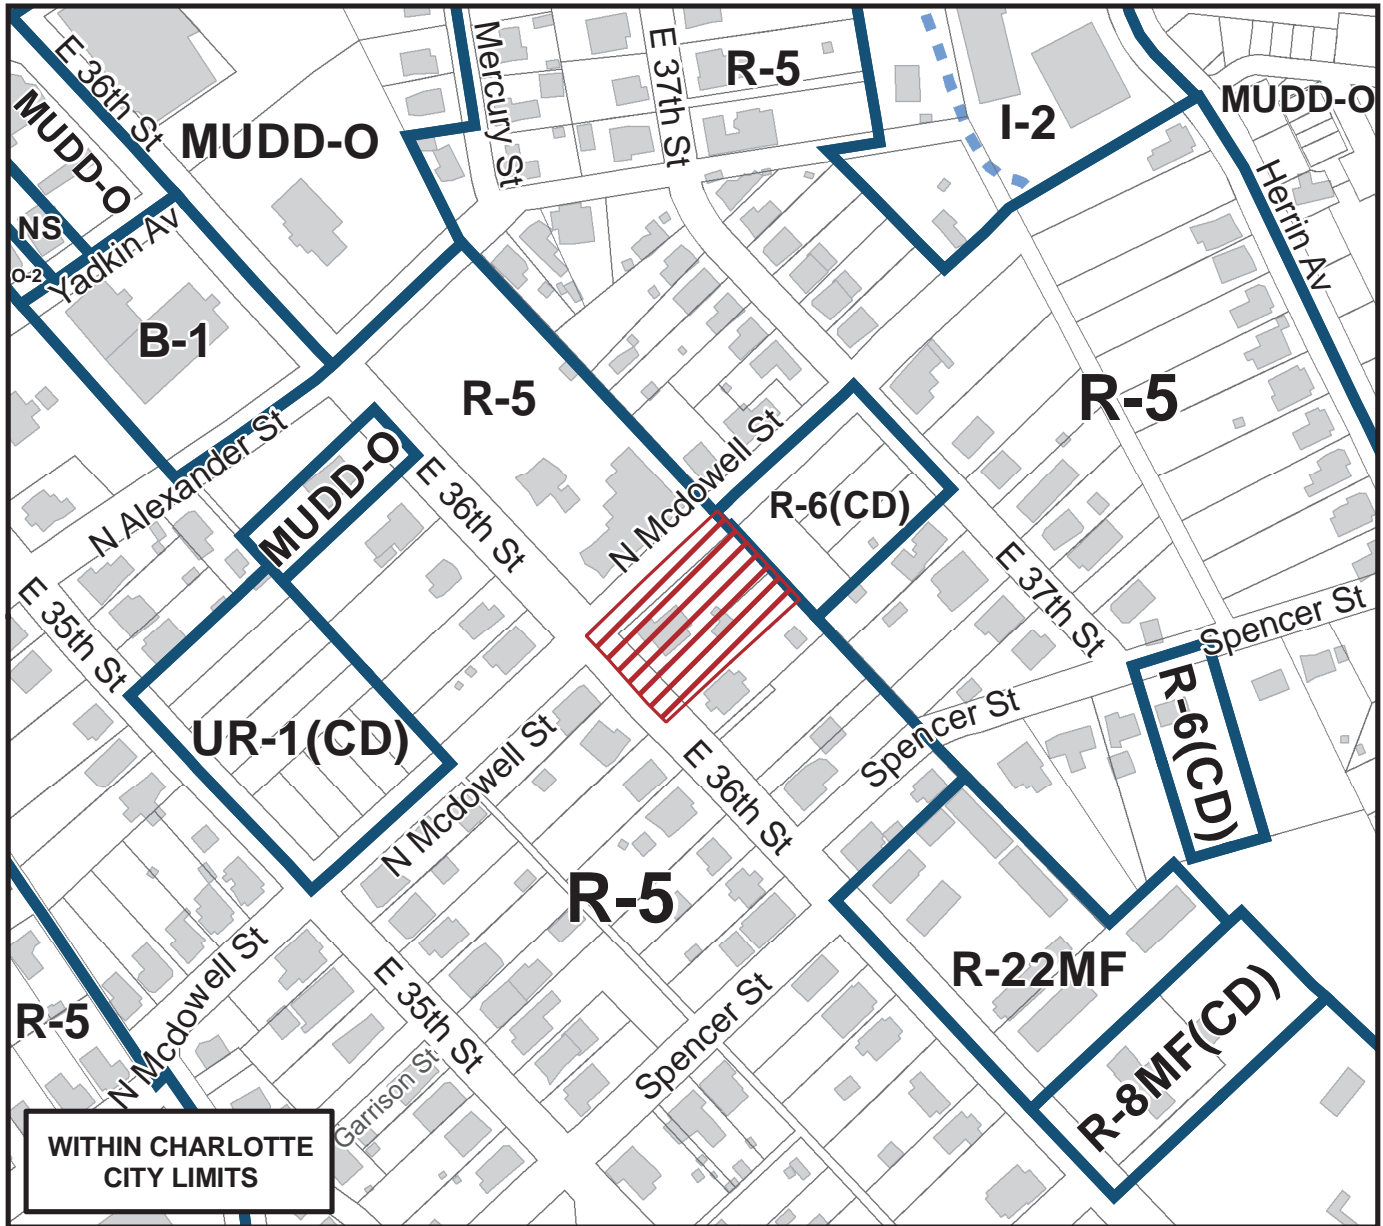 E 36th St
Mercury St
E 37th St
R-5
I-2
MUDD-O
MUDD-O
MUDD-O
Herrin Av
NS
O-2
Yadkin Av
B-1
R-5
R-5
N Alexander St
MUDD-O
E 36th St
N Mcdowell St
R-6(CD)
E 35th St
E 37th St
Spencer St
R-6(CD)
UR-1(CD)
N Mcdowell St
E 36th St
Spencer St
R-5
R-22MF
R-8MF(CD)
N Mcdowell St
E 35th St
Spencer St
R-5
Garrison St
WITHIN CHARLOTTE
CITY LIMITS